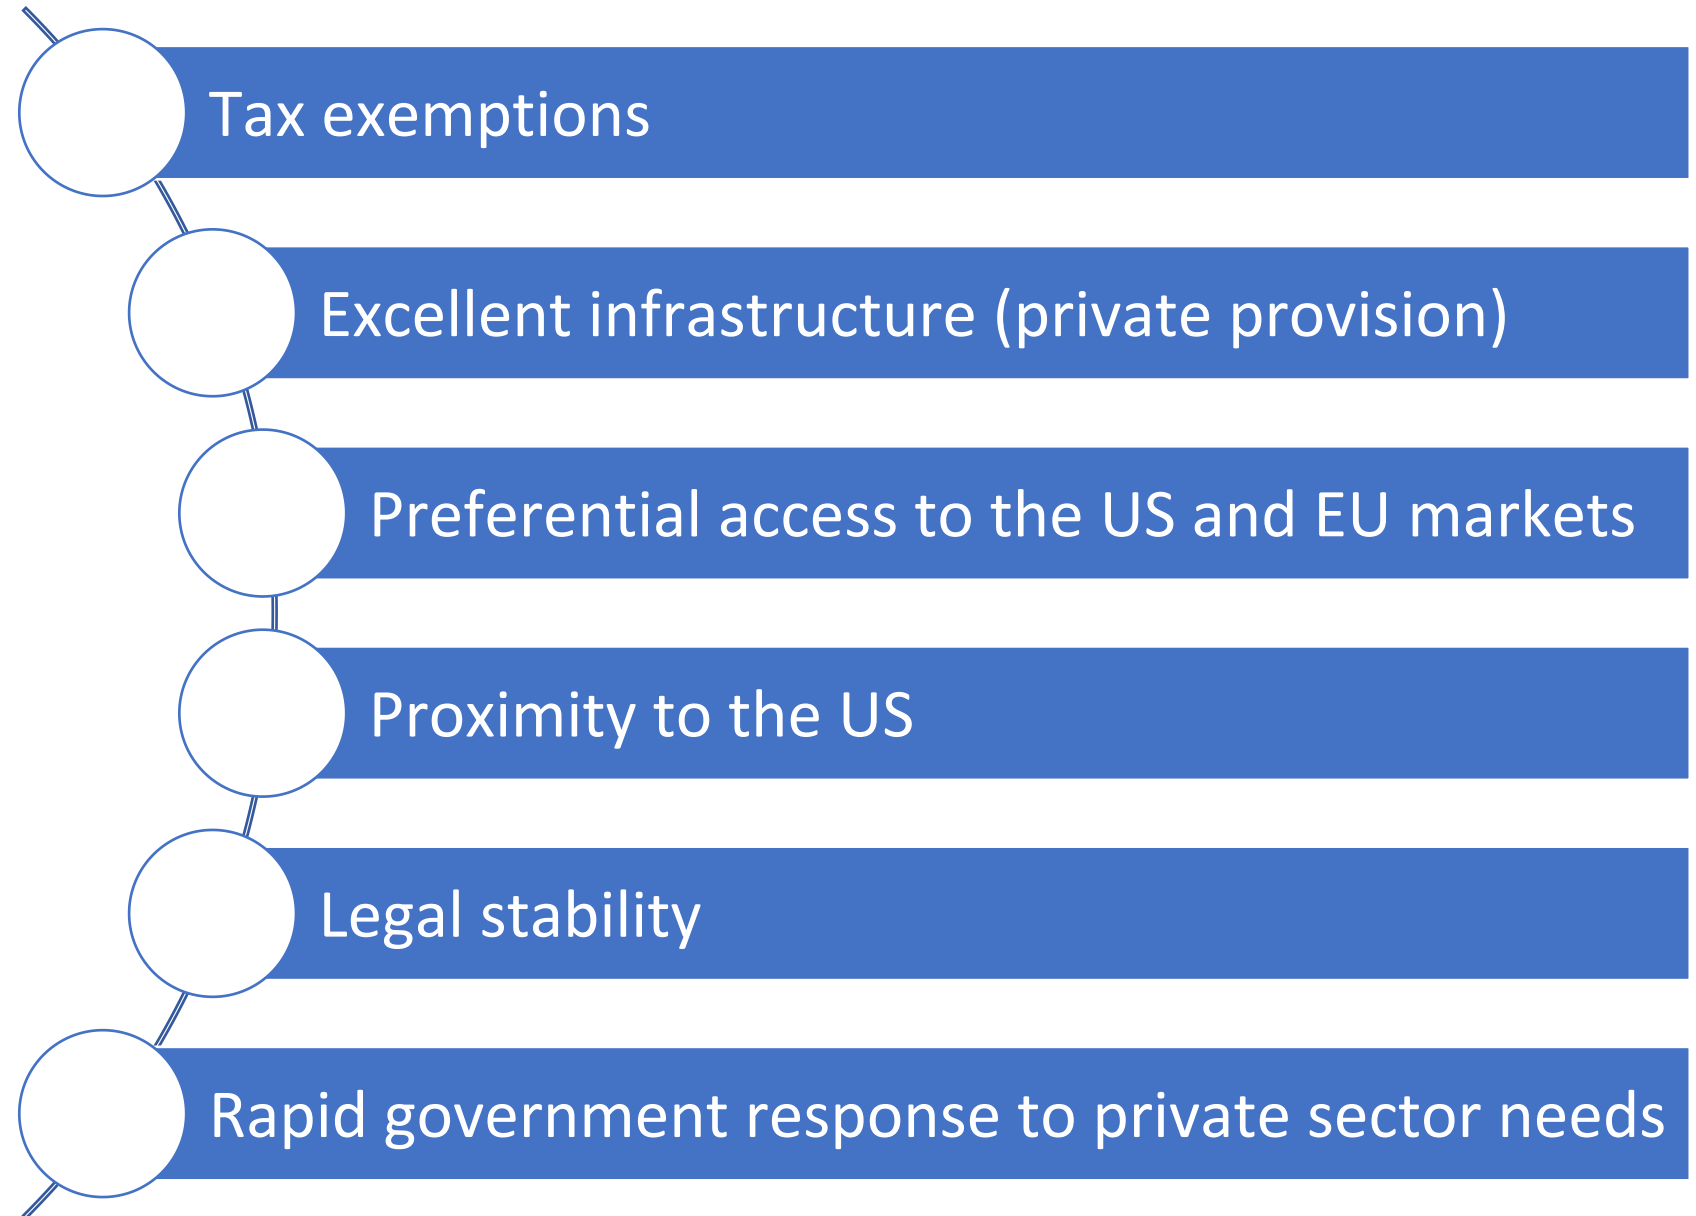 Tax exemptions
Excellent infrastructure (private provision)
Preferential access to the US and EU markets
Proximity to the US
Legal stability
Rapid government response to private sector needs